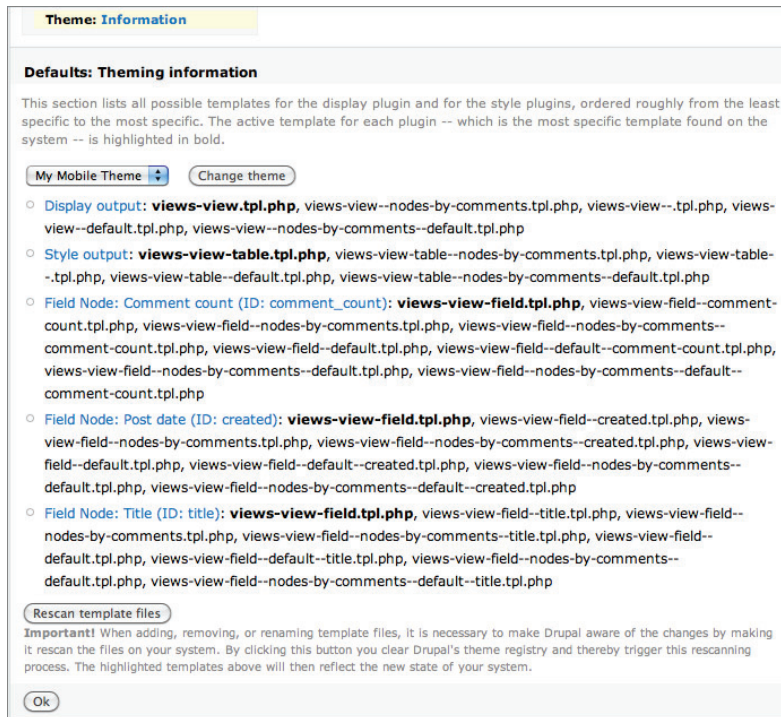 Theme: Information
Defaults: Theming information
This section lists all possible templates for the display plugin and for the style plugins, ordered roughly from the least
specific to the most specific. The active template for each plugin -- which is the most specific template found on the
system -- is highlighted in bold.
My Mobile Theme Change theme
Display output: views-view.tpl.php, views-view--nodes-by-comments.tpl.php, views-view--.tpl.php, views-
view--default.tpl.php, views-view--nodes-by-comments--default.tpl.php
Style output: views-view-table.tpl.php, views-view-table--nodes-by-comments.tpl.php, views-view-table-
-.tpl.php, views-view-table--default.tpl.php, views-view-table--nodes-by-comments--default.tpl.php
Field Node: Comment count (ID: comment_count): views-view-field.tpl.php, views-view-field--comment-
count.tpl.php, views-view-field--nodes-by-comments.tpl.php, views-view-field--nodes-by-comments--
comment-count.tpl.php, views-view-field--default.tpl.php, views-view-field--default--comment-count.tpl.php,
views-view-field--nodes-by-comments--default.tpl.php, views-view-field--nodes-by-comments--default--
comment-count.tpl.php
Field Node: Post date (ID: created): views-view-field.tpl.php, views-view-field--created.tpl.php, views-
view-field--nodes-by-comments.tpl.php, views-view-field--nodes-by-comments--created.tpl.php, views-view-
field--default.tpl.php, views-view-field--default--created.tpl.php, views-view-field--nodes-by-comments--
default.tpl.php, views-view-field--nodes-by-comments--default--created.tpl.php
Field Node: Title (ID: title): views-view-field.tpl.php, views-view-field--title.tpl.php, views-view-field--
nodes-by-comments.tpl.php, views-view-field--nodes-by-comments--title.tpl.php, views-view-field--
default.tpl.php, views-view-field--default--title.tpl.php, views-view-field--nodes-by-comments--
default.tpl.php, views-view-field--nodes-by-comments--default--title.tpl.php
Rescan template files
Important! When adding, removing, or renaming template files, it is necessary to make Drupal aware of the changes by making
it rescan the files on your system. By clicking this button you clear Drupal's theme registry and thereby trigger this rescanning
process. The highlighted templates above will then reflect the new state of your system.
Ok